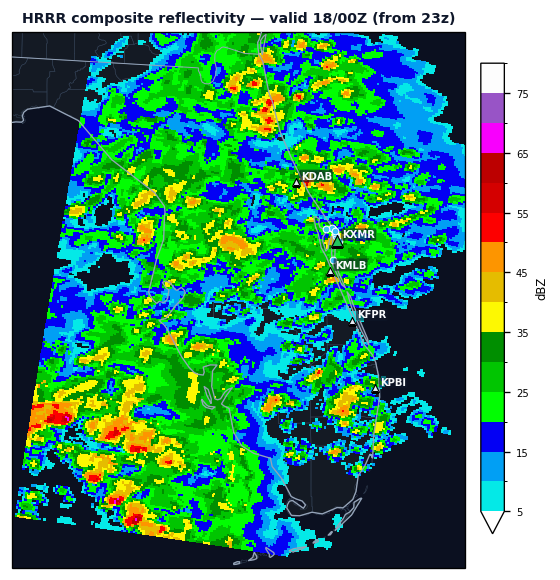 HRRR composite reflectivity — valid 18/00Z (from 23z)
KDAB
KXMR
KMLB
KFPR
KPBI
75
65
55
45
35
25
15
5
dBZ